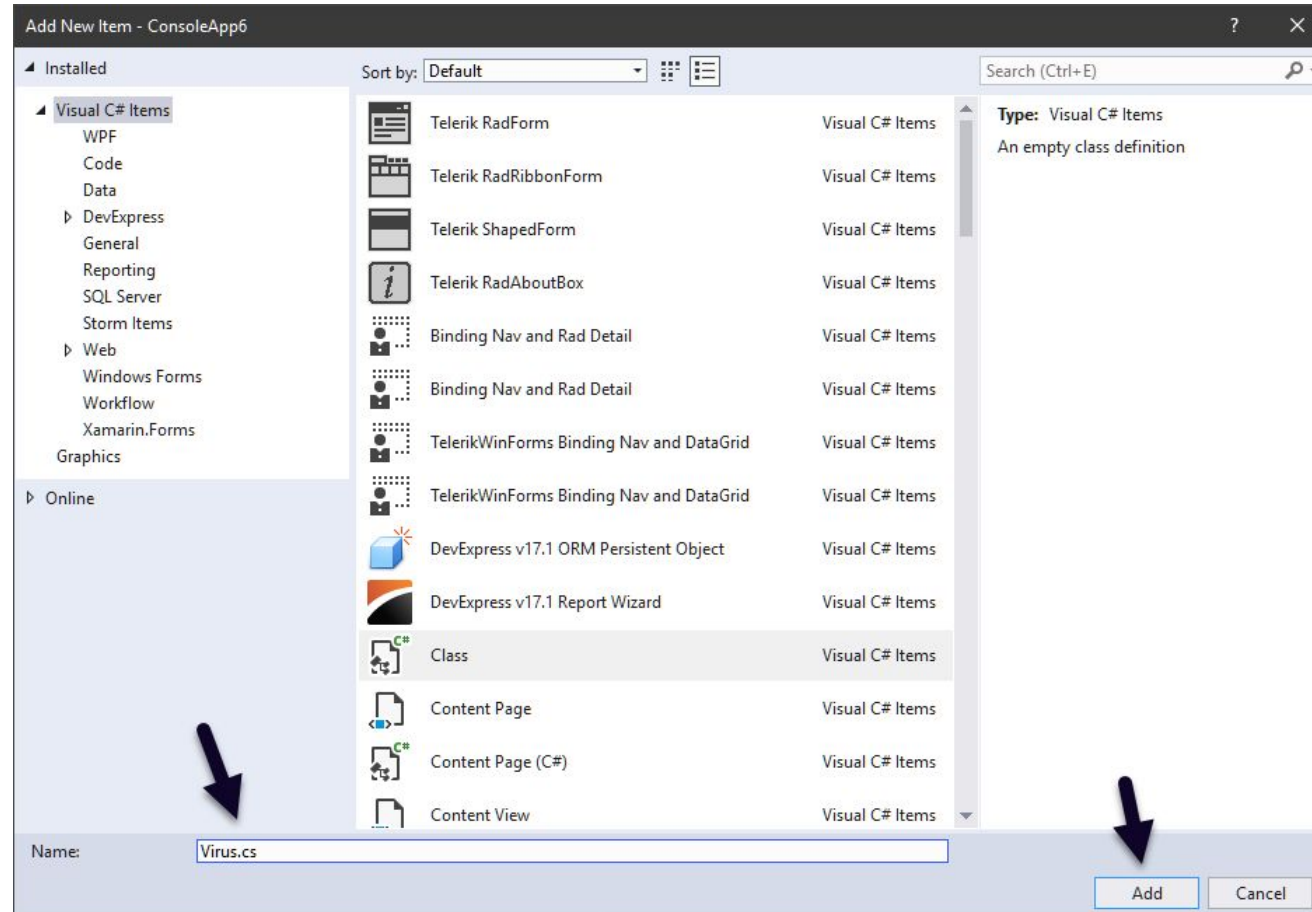 Add New Item - ConsoleApp6
?
Installed
Sort by: Default
Search (Ctrl+E)
Visual C# Items
WPF
Code
Data
DevExpress
General
Reporting
SQL Server
Storm Items
Web
Windows Forms
Workflow
Xamarin.Forms
Graphics
Online
Telerik RadForm Visual C# Items
Telerik RadRibbonForm Visual C# Items
Telerik ShapedForm Visual C# Items
Telerik RadAboutBox Visual C# Items
Binding Nav and Rad Detail Visual C# Items
Binding Nav and Rad Detail Visual C# Items
TelerikWinForms Binding Nav and DataGrid Visual C# Items
TelerikWinForms Binding Nav and DataGrid Visual C# Items
DevExpress v17.1 ORM Persistent Object Visual C# Items
DevExpress v17.1 Report Wizard Visual C# Items
Class Visual C# Items
Content Page Visual C# Items
Content Page (C#) Visual C# Items
Content View Visual C# Items
Type: Visual C# Items
An empty class definition
Name: Virus.cs
Add Cancel